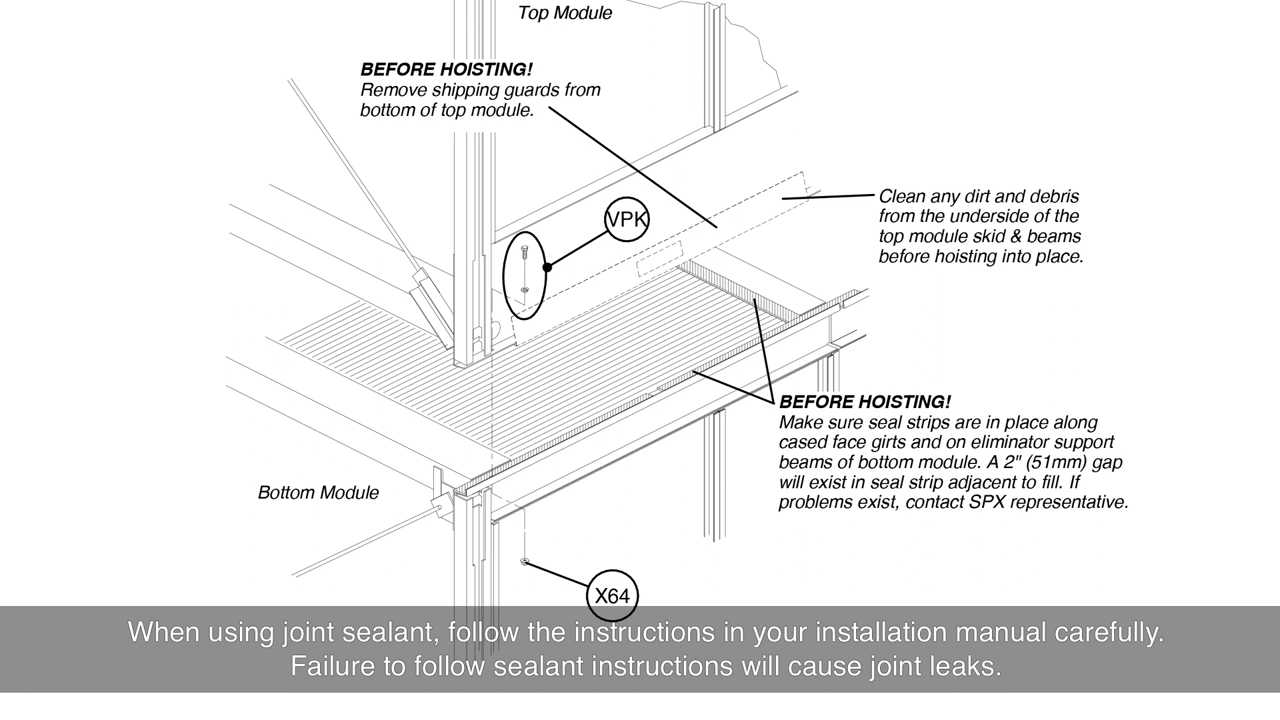 Top Module
BEFORE HOISTING!
Remove shipping guards from
bottom of top module.
VPK
Clean any dirt and debris
from the underside of the
top module skid & beams
before hoisting into place.
BEFORE HOISTING!
Make sure seal strips are in place along
cased face girts and on eliminator support
beams of bottom module. A 2" (51mm) gap
will exist in seal strip adjacent to fill. If
problems exist, contact SPX representative.
Bottom Module
X64
When using joint sealant, follow the instructions in your installation manual carefully.
Failure to follow sealant instructions will cause joint leaks.